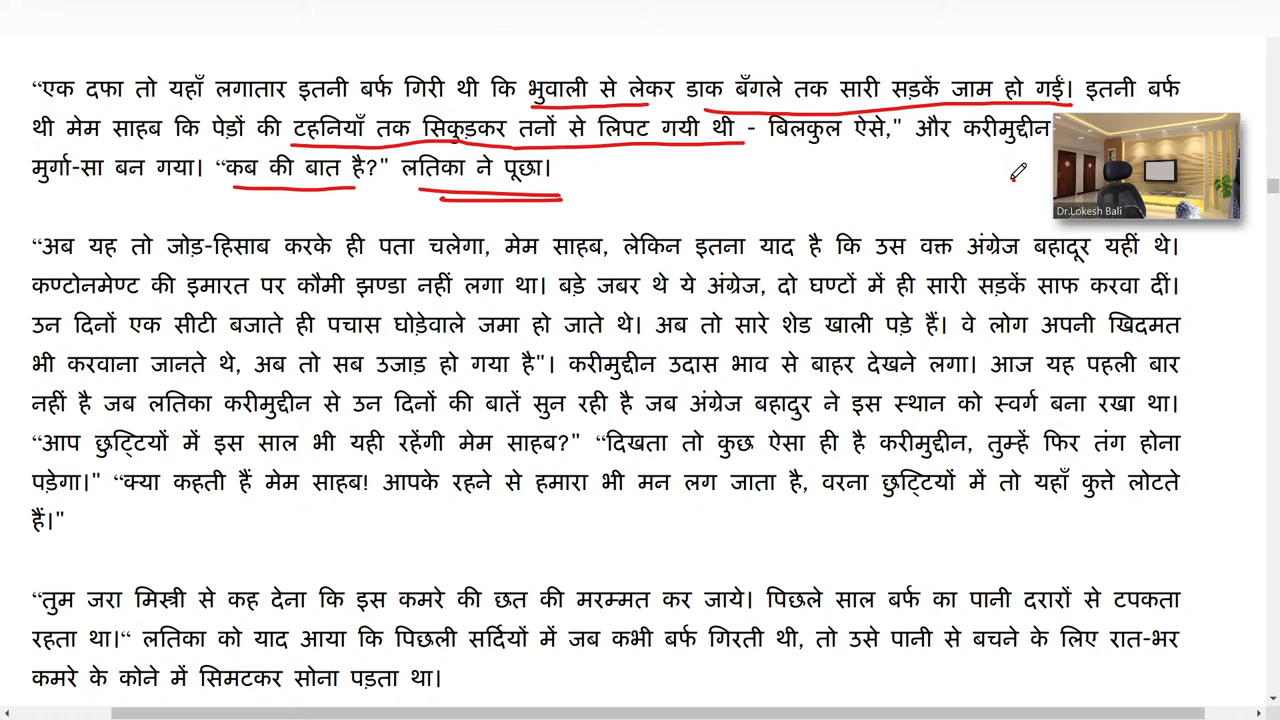 “एक दफा तो यहाँ लगातार इतनी बर्फ गिरी थी कि भुवाली से लेकर डाक बँगले तक सारी सड़कें जाम हो गईं। इतनी बर्फ
थी मेम साहब कि पेड़ों की टहनियाँ तक सिकुड़कर तनों से लिपट गयी थी - बिलकुल ऐसे," और करीमुद्दीन
मुर्गा-सा बन गया। “कब की बात है?" लतिका ने पूछा।
Dr.Lokesh Bali
“अब यह तो जोड़-हिसाब करके ही पता चलेगा, मेम साहब, लेकिन इतना याद है कि उस वक्त अंग्रेज बहादूर यहीं थे।
कण्टोनमेण्ट की इमारत पर कौमी झण्डा नहीं लगा था। बड़े जबर थे ये अंग्रेज, दो घण्टों में ही सारी सड़कें साफ करवा दीं।
उन दिनों एक सीटी बजाते ही पचास घोड़ेवाले जमा हो जाते थे। अब तो सारे शेड खाली पड़े हैं। वे लोग अपनी खिदमत
भी करवाना जानते थे, अब तो सब उजाड़ हो गया है"। करीमुद्दीन उदास भाव से बाहर देखने लगा। आज यह पहली बार
नहीं है जब लतिका करीमुद्दीन से उन दिनों की बातें सुन रही है जब अंग्रेज बहादुर ने इस स्थान को स्वर्ग बना रखा था।
“आप छुट्टियों में इस साल भी यही रहेंगी मेम साहब?" “दिखता तो कुछ ऐसा ही है करीमुद्दीन, तुम्हें फिर तंग होना
पड़ेगा।" “क्या कहती हैं मेम साहब! आपके रहने से हमारा भी मन लग जाता है, वरना छुट्टियों में तो यहाँ कुत्ते लोटते
हैं।"
“तुम जरा मिस्त्री से कह देना कि इस कमरे की छत की मरम्मत कर जाये। पिछले साल बर्फ का पानी दरारों से टपकता
रहता था।“ लतिका को याद आया कि पिछली सर्दियों में जब कभी बर्फ गिरती थी, तो उसे पानी से बचने के लिए रात-भर
कमरे के कोने में सिमटकर सोना पड़ता था।